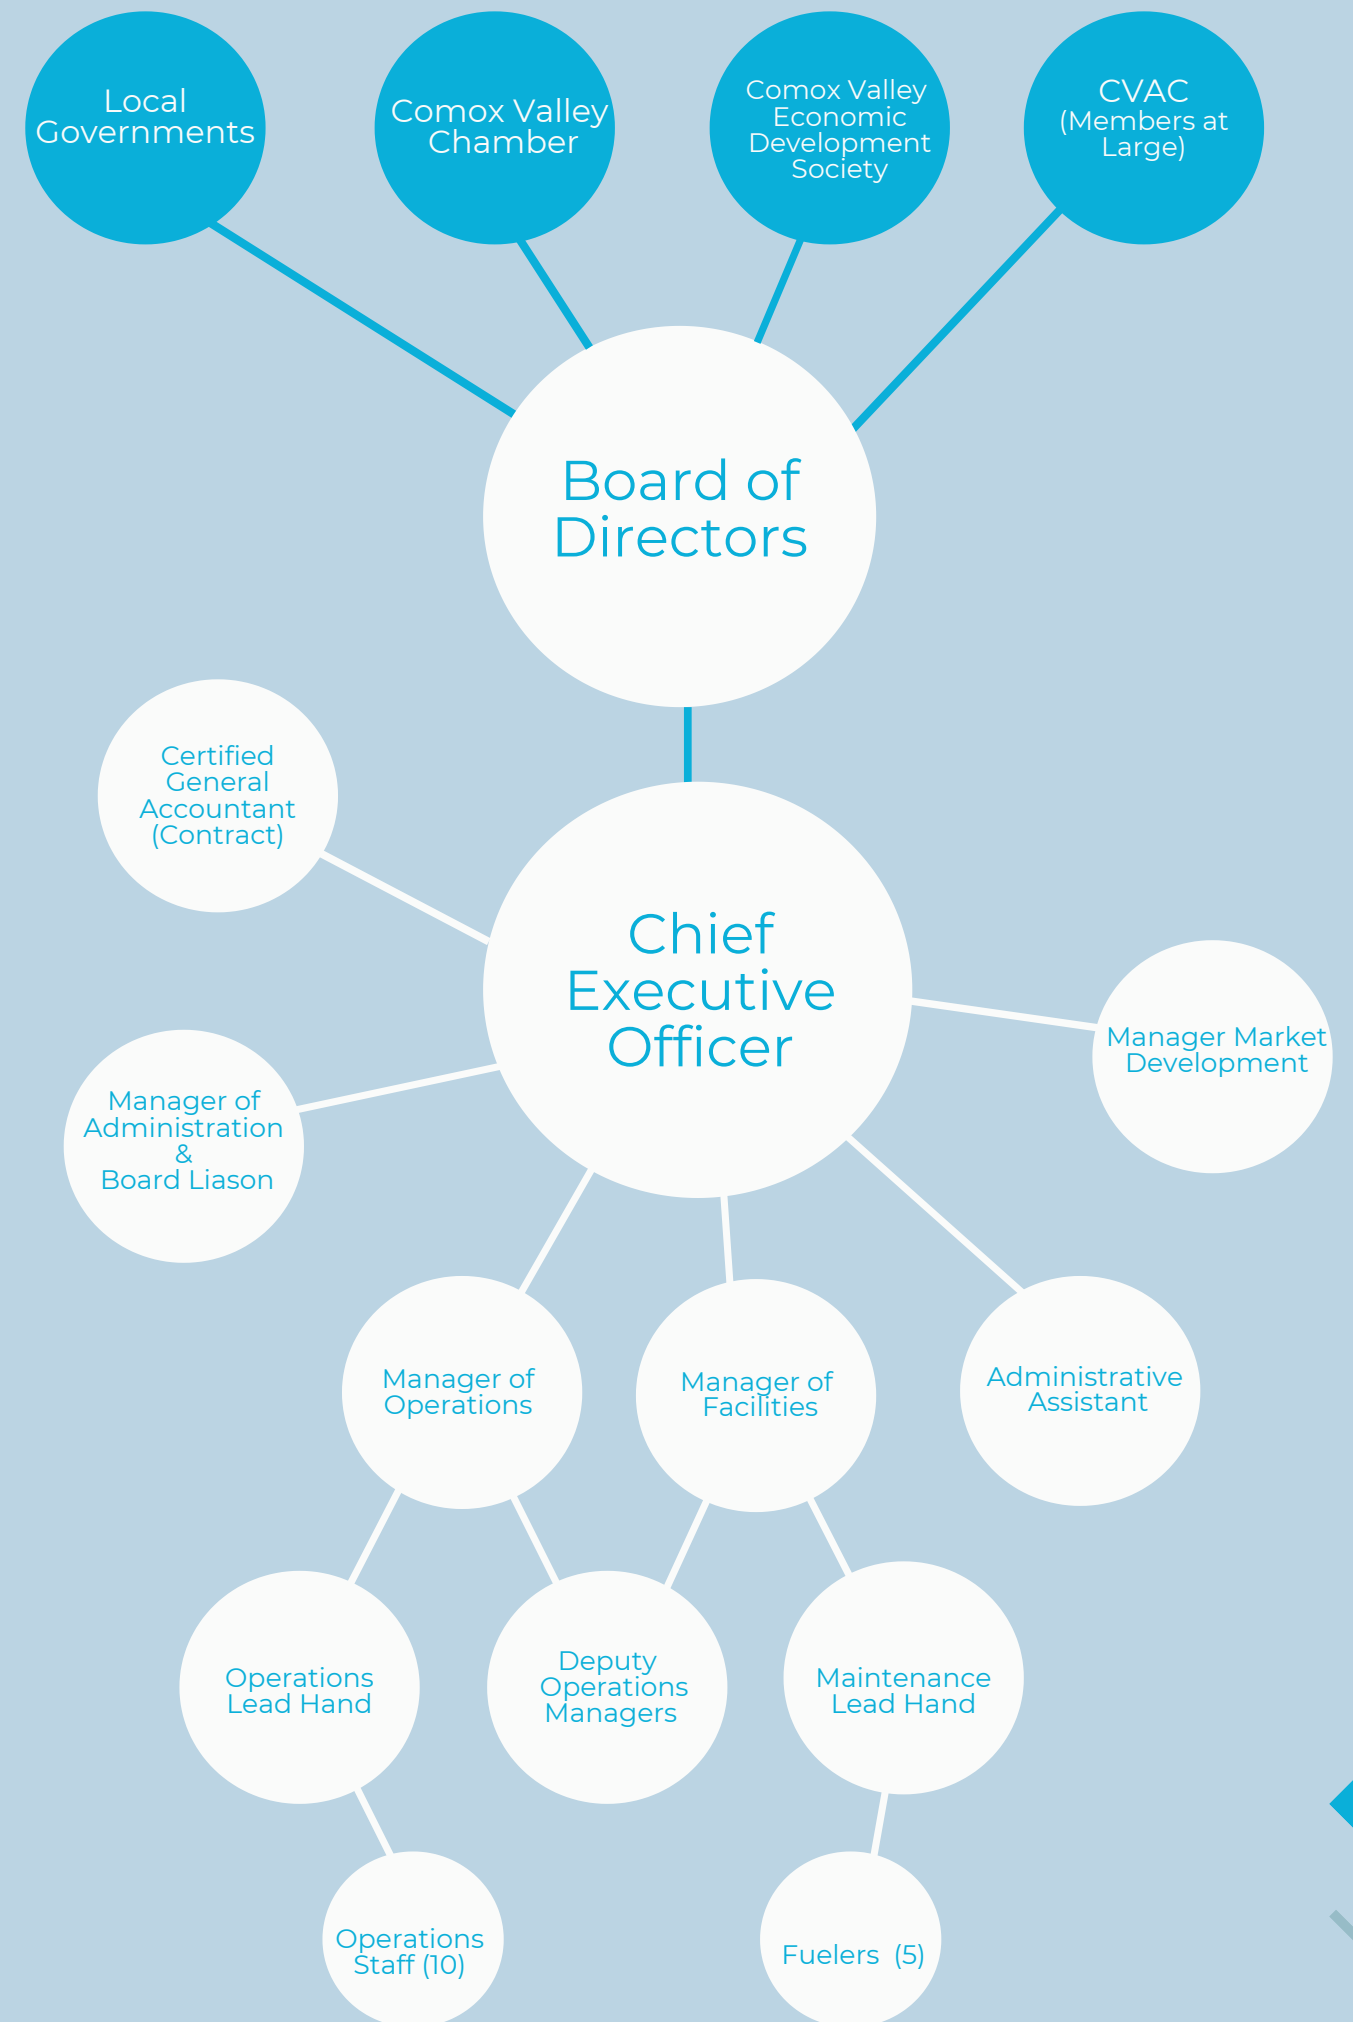 Local
Governments
Comox Valley
Chamber
Comox Valley
Economic
Development
Society
CVAC
(Members at
Large)
Board of
Directors
Certified
General
Accountant
(Contract)
Chief
Executive
Officer
Manager Market
Development
Manager of
Administration
&
Board Liason
Manager of
Operations
Manager of
Facilities
Administrative
Assistant
Operations
Lead Hand
Deputy
Operations
Managers
Maintenance
Lead Hand
Operations
Staff (10)
Fuelers (5)